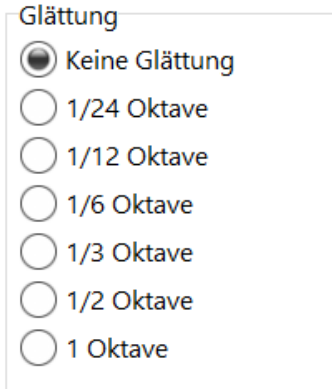 Glättung
Keine Glättung
1/24 Oktave
1/12 Oktave
1/6 Oktave
1/3 Oktave
1/2 Oktave
1 Oktave